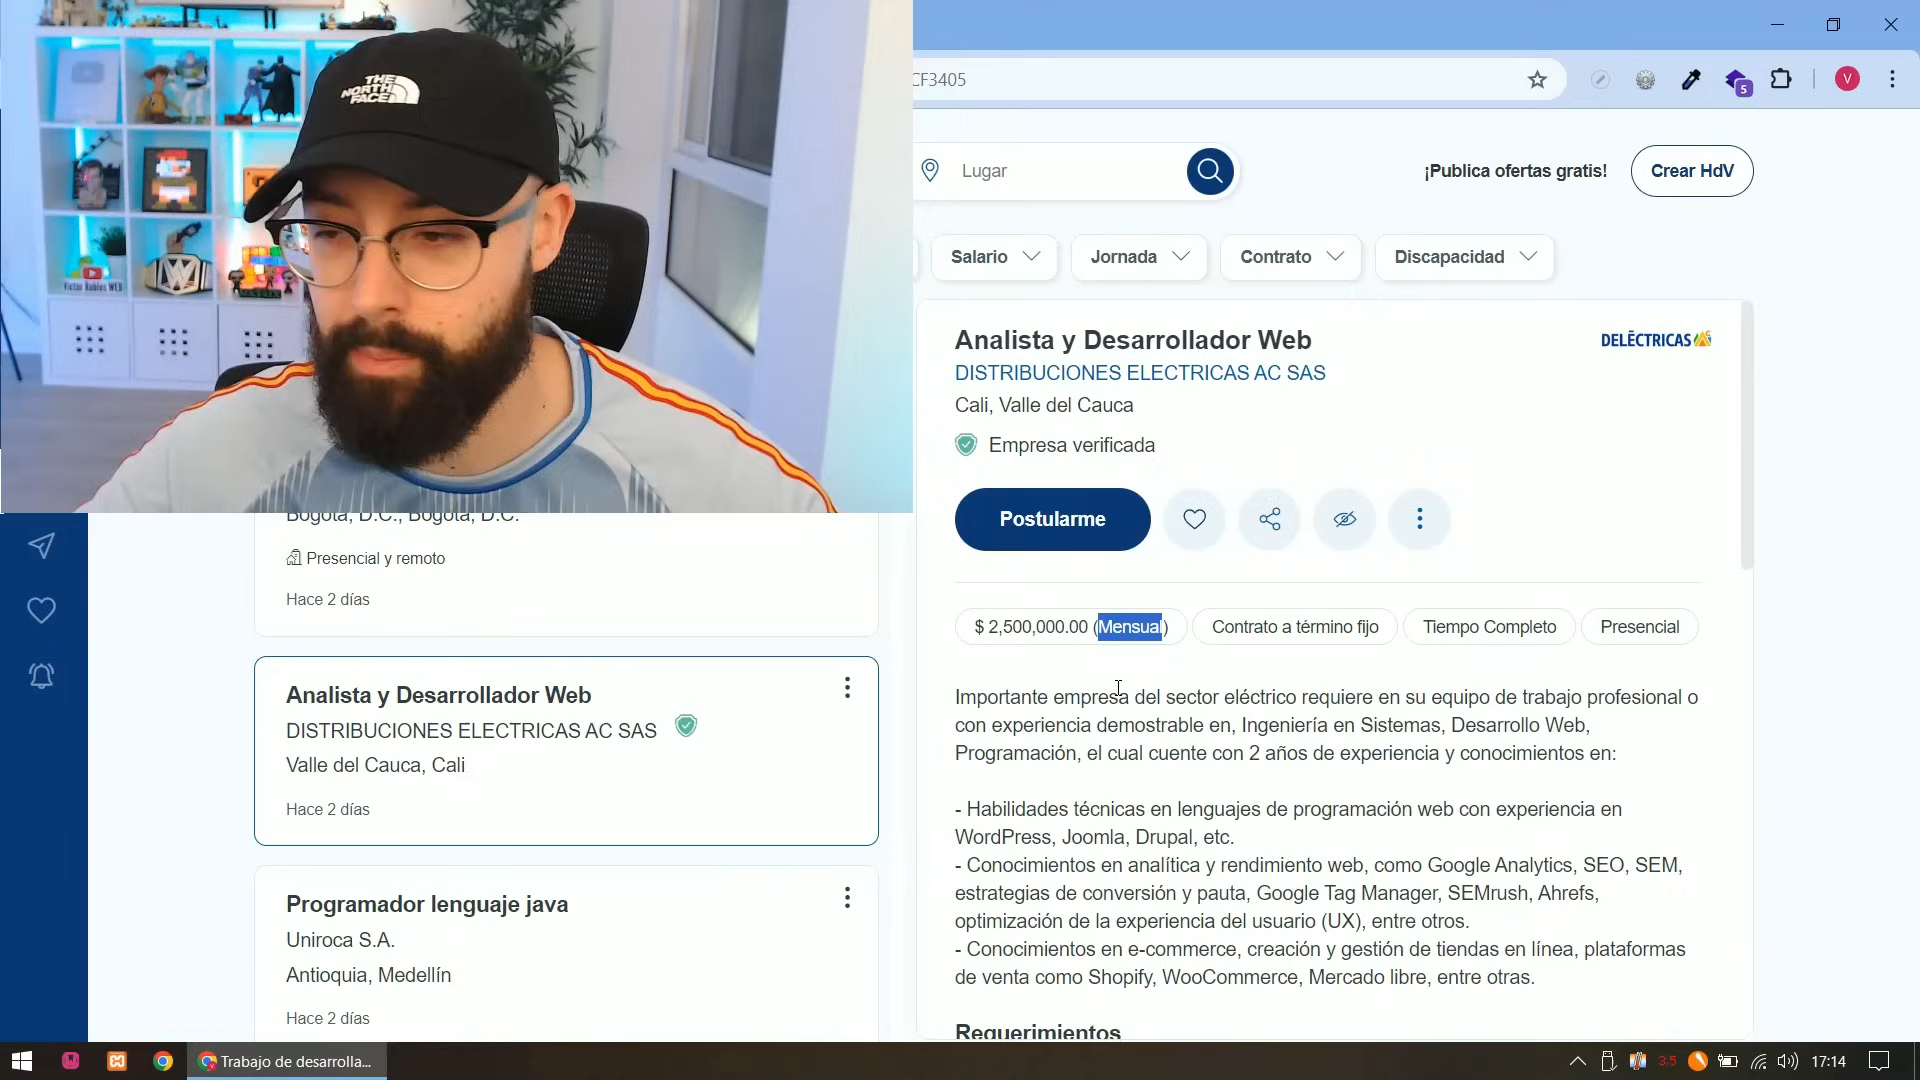 THE
NORTH
FACE
Victor Robles WEB
CF3405
5
V
Lugar
¡Publica ofertas gratis!
Crear HdV
Salario
Jornada
Contrato
Discapacidad
Analista y Desarrollador Web
DELÉCTRICAS
DISTRIBUCIONES ELECTRICAS AC SAS
Cali, Valle del Cauca
Empresa verificada
Postularme
$ 2,500,000.00 (Mensual)
Contrato a término fijo
Tiempo Completo
Presencial
Importante empresa del sector eléctrico requiere en su equipo de trabajo profesional o
con experiencia demostrable en, Ingeniería en Sistemas, Desarrollo Web,
Programación, el cual cuente con 2 años de experiencia y conocimientos en:
- Habilidades técnicas en lenguajes de programación web con experiencia en
WordPress, Joomla, Drupal, etc.
- Conocimientos en analítica y rendimiento web, como Google Analytics, SEO, SEM,
estrategias de conversión y pauta, Google Tag Manager, SEMrush, Ahrefs,
optimización de la experiencia del usuario (UX), entre otros.
- Conocimientos en e-commerce, creación y gestión de tiendas en línea, plataformas
de venta como Shopify, WooCommerce, Mercado libre, entre otras.
Requerimientos
Bogotá, D.C., Bogotá, D.C.
Presencial y remoto
Hace 2 días
Analista y Desarrollador Web
DISTRIBUCIONES ELECTRICAS AC SAS
Valle del Cauca, Cali
Hace 2 días
Programador lenguaje java
Uniroca S.A.
Antioquia, Medellín
Hace 2 días
Trabajo de desarrolla...
3.5
17:14